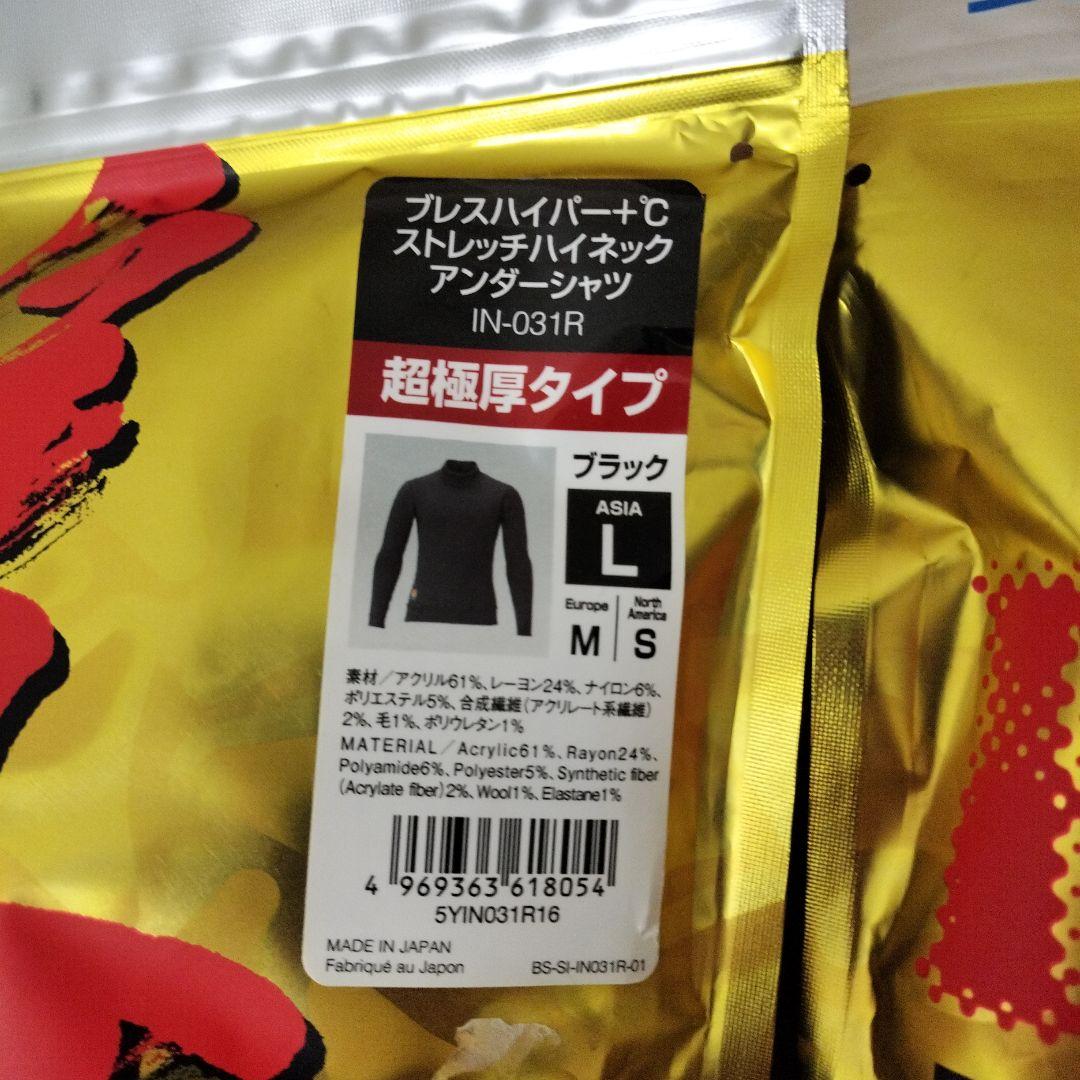 ブレスハイパー+℃
ストレッチハイネック
アンダーシャツ
IN-031R
超極厚タイプ
ブラック
ASIA
L
Europe
M
North
America
S
素材/アクリル61%、レーヨン24%、ナイロン6%、
ポリエステル5%、合成繊維(アクリレート系繊維)
2%、毛1%、ポリウレタン1%
MATERIAL/Acrylic61%、Rayon24%、
Polyamide6%、Polyester5%、Synthetic fiber
(Acrylate fiber)2%、Wool1%、Elastane1%
4 969363 618054
5YIN031R16
MADE IN JAPAN
Fabriqué au Japon
BS-SI-IN031R-01